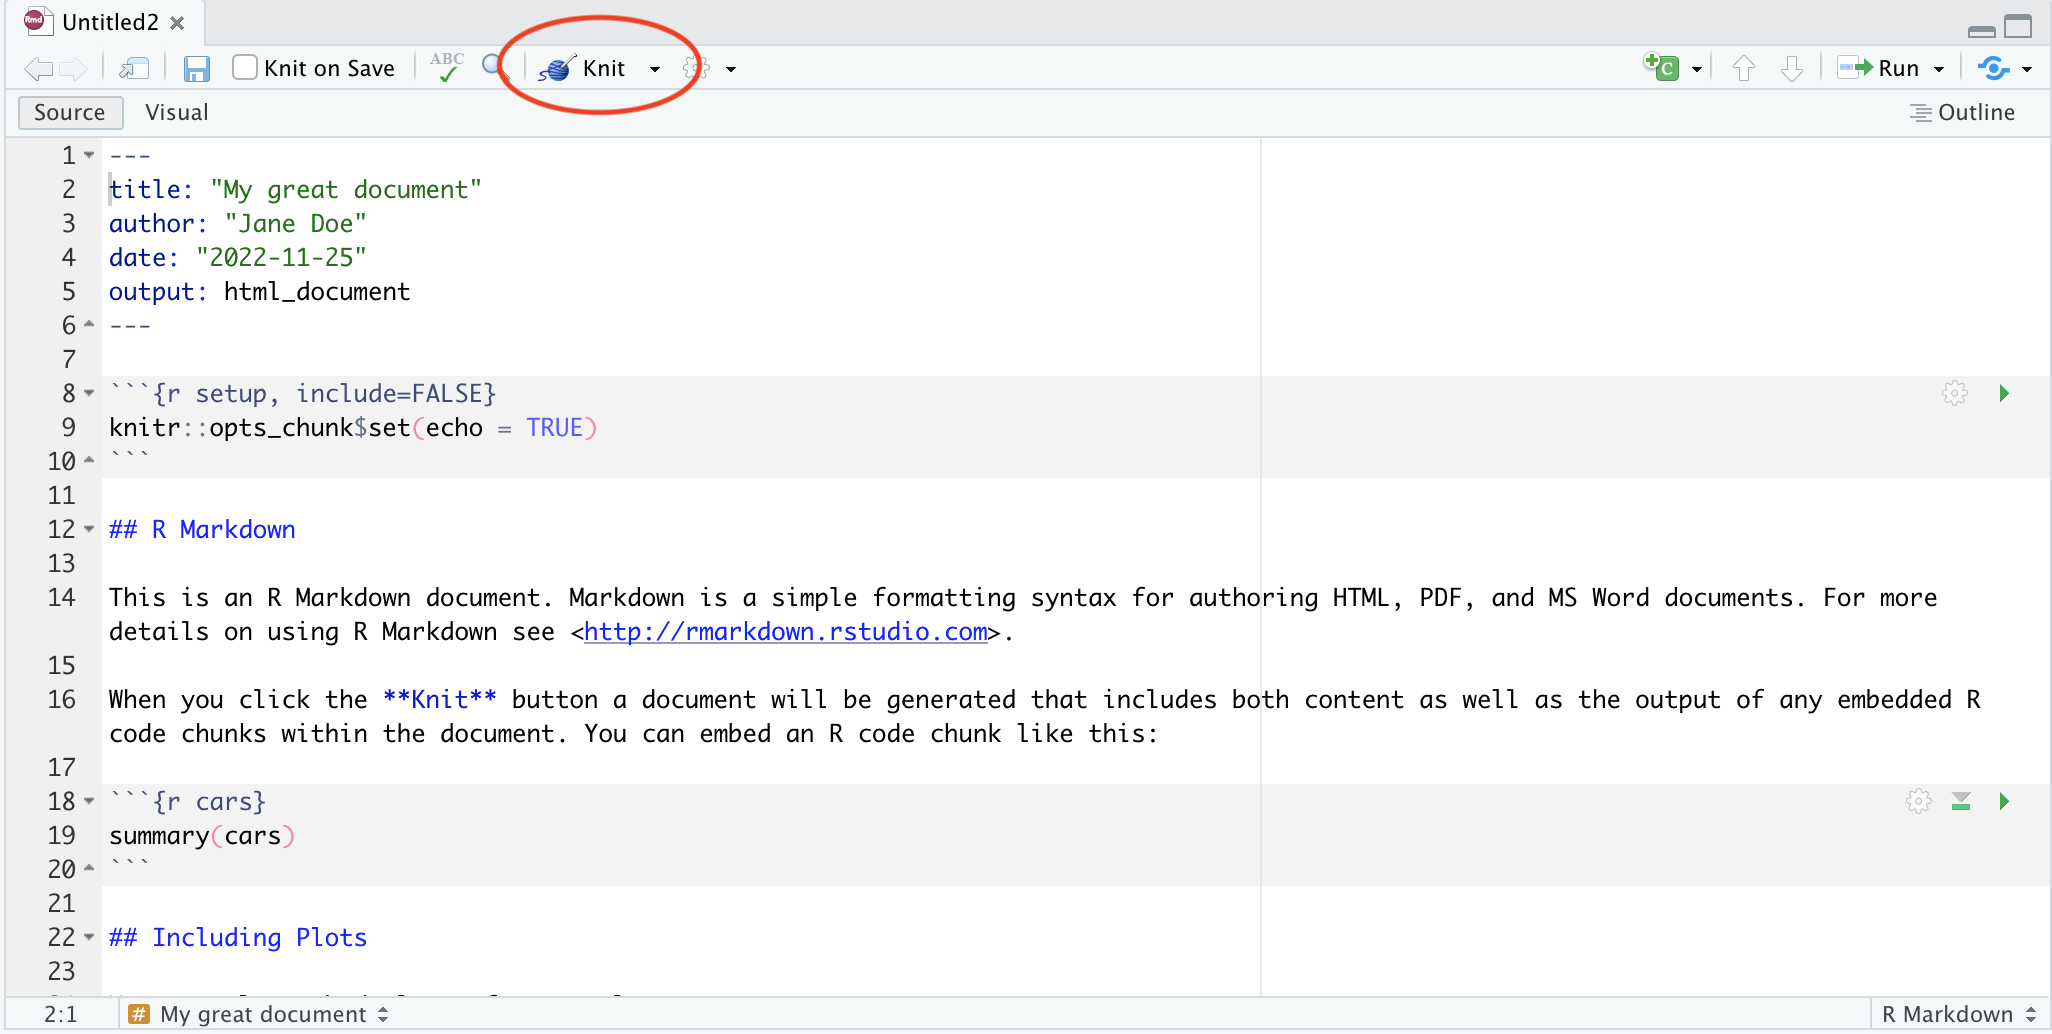 Rmd Untitled2
Knit on Save ABC Knit C Run
Source Visual Outline
1 ---
2 title: "My great document"
3 author: "Jane Doe"
4 date: "2022-11-25"
5 output: html_document
6 ---
7
8 ```{r setup, include=FALSE}
9 knitr::opts_chunk$set(echo = TRUE)
10 ```
11
12 ## R Markdown
13
14 This is an R Markdown document. Markdown is a simple formatting syntax for authoring HTML, PDF, and MS Word documents. For more
details on using R Markdown see <http://rmarkdown.rstudio.com>.
15
16 When you click the **Knit** button a document will be generated that includes both content as well as the output of any embedded R
code chunks within the document. You can embed an R code chunk like this:
17
18 ```{r cars}
19 summary(cars)
20 ```
21
22 ## Including Plots
23
2:1 # My great document R Markdown